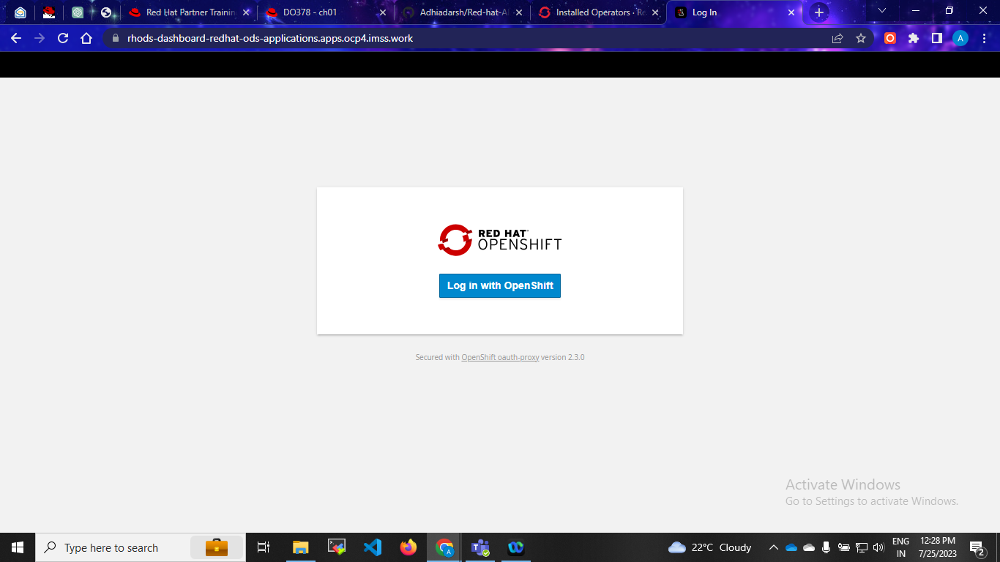 Red Hat Partner Trainin
DO378 - ch01
Adhiadarsh/Red-hat-A
Installed Operators · Re
Log In
rhods-dashboard-redhat-ods-applications.apps.ocp4.imss.work
A
RED HAT
OPENSHIFT
Log in with OpenShift
Secured with OpenShift oauth-proxy version 2.3.0
Activate Windows
Go to Settings to activate Windows.
Type here to search
A
22°C Cloudy
ENG
IN
12:28 PM
7/25/2023
2